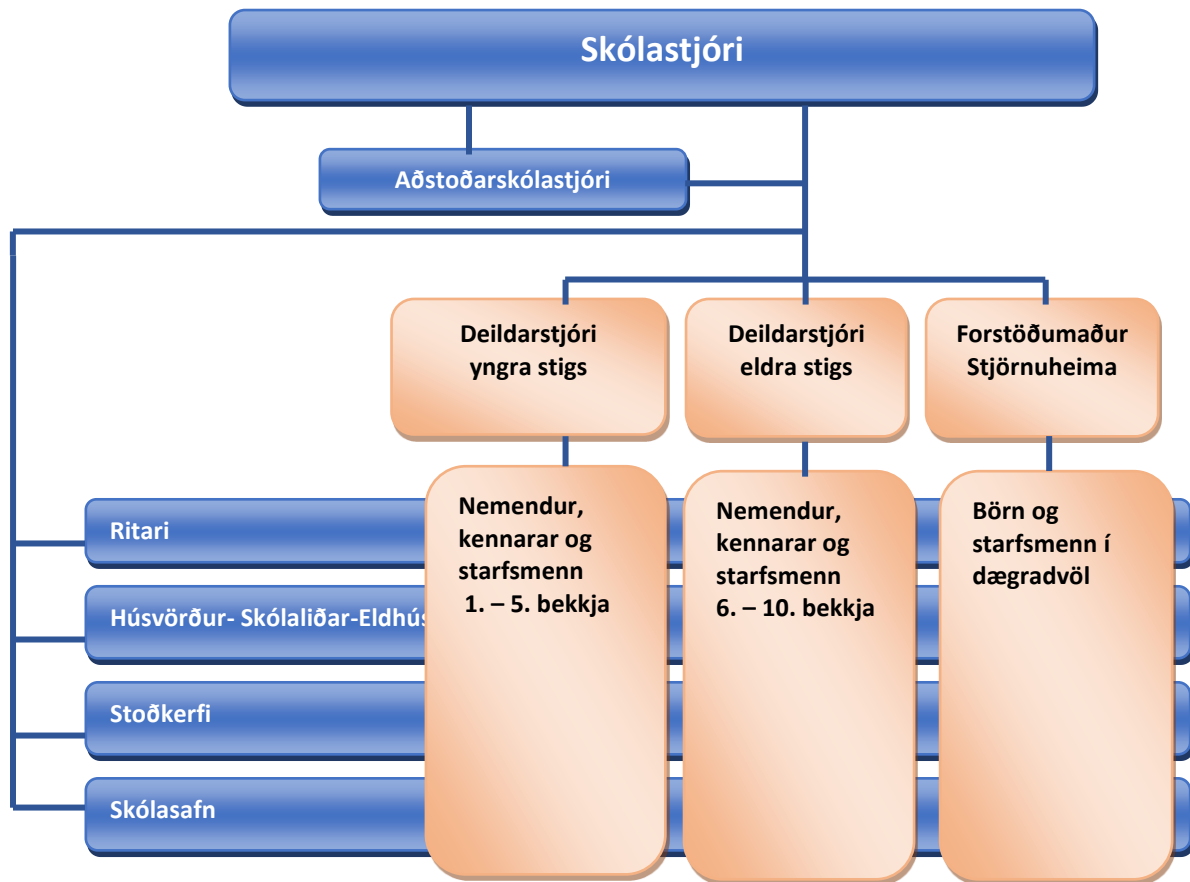 Skólastjóri
Aðstoðarskólastjóri
Deildarstjóri
yngra stigs
Deildarstjóri
eldra stigs
Forstöðumaður
Stjörnuheima
Nemendur,
kennarar og
starfsmenn
1. – 5. bekkja
Nemendur,
kennarar og
starfsmenn
6. – 10. bekkja
Börn og
starfsmenn í
dægradvöl
Ritari
Húsvörður- Skólaliðar-Eldhús
Stoðkerfi
Skólasafn